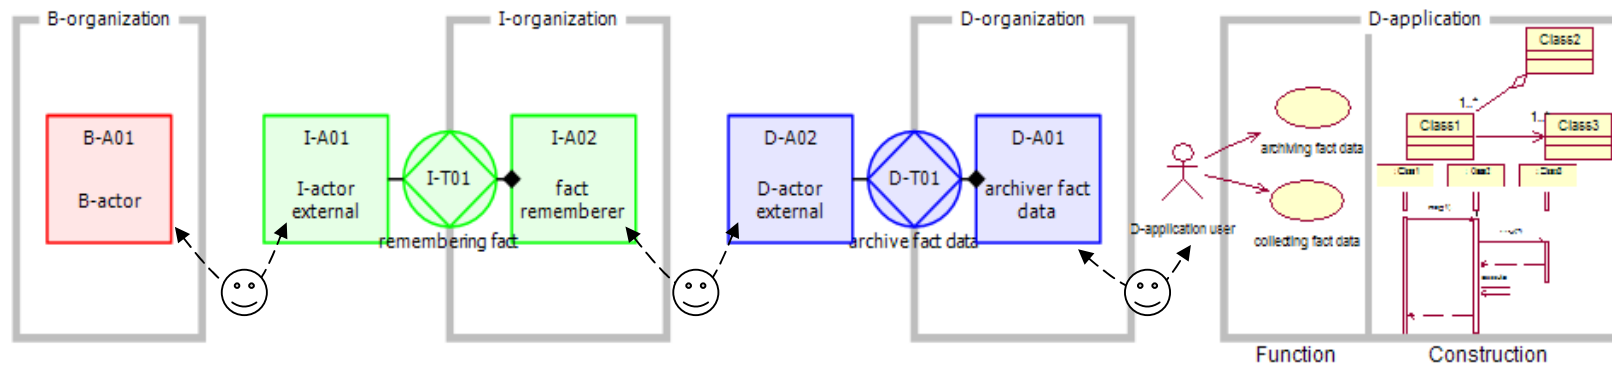 B-organization
B-A01
B-actor
I-organization
I-A01
I-actor
external
I-T01
remembering fact
I-A02
fact
rememberer
D-organization
D-A02
D-actor
external
D-T01
archive fact data
D-A01
archiver fact
data
D-application
D-application user
archiving fact data
collecting fact data
Function
Class2
1..*
Class1
1..*
Class3
Construction